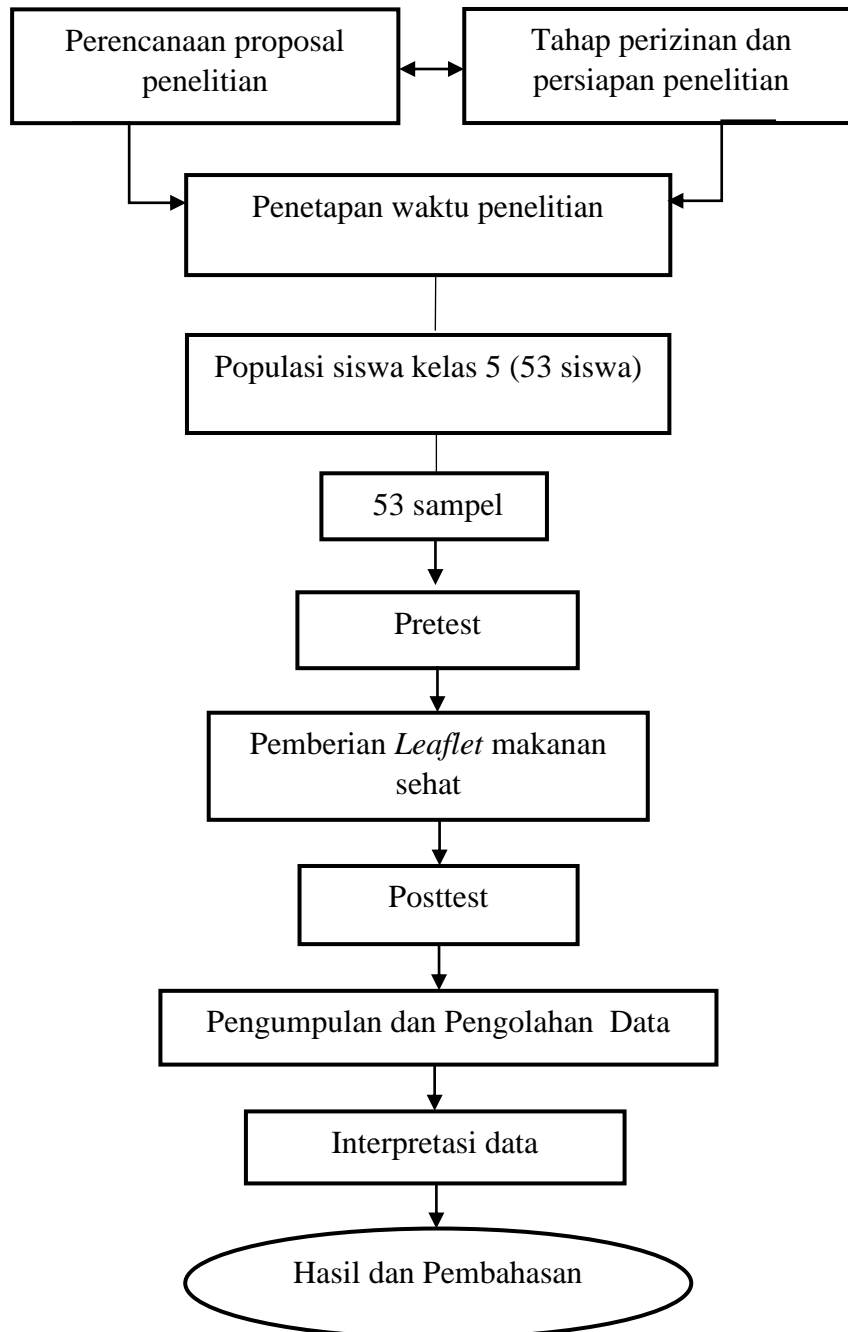 Perencanaan proposal
penelitian
Tahap perizinan dan
persiapan penelitian
Penetapan waktu penelitian
Populasi siswa kelas 5 (53 siswa)
53 sampel
Pretest
Pemberian Leaflet makanan
sehat
Posttest
Pengumpulan dan Pengolahan Data
Interpretasi data
Hasil dan Pembahasan